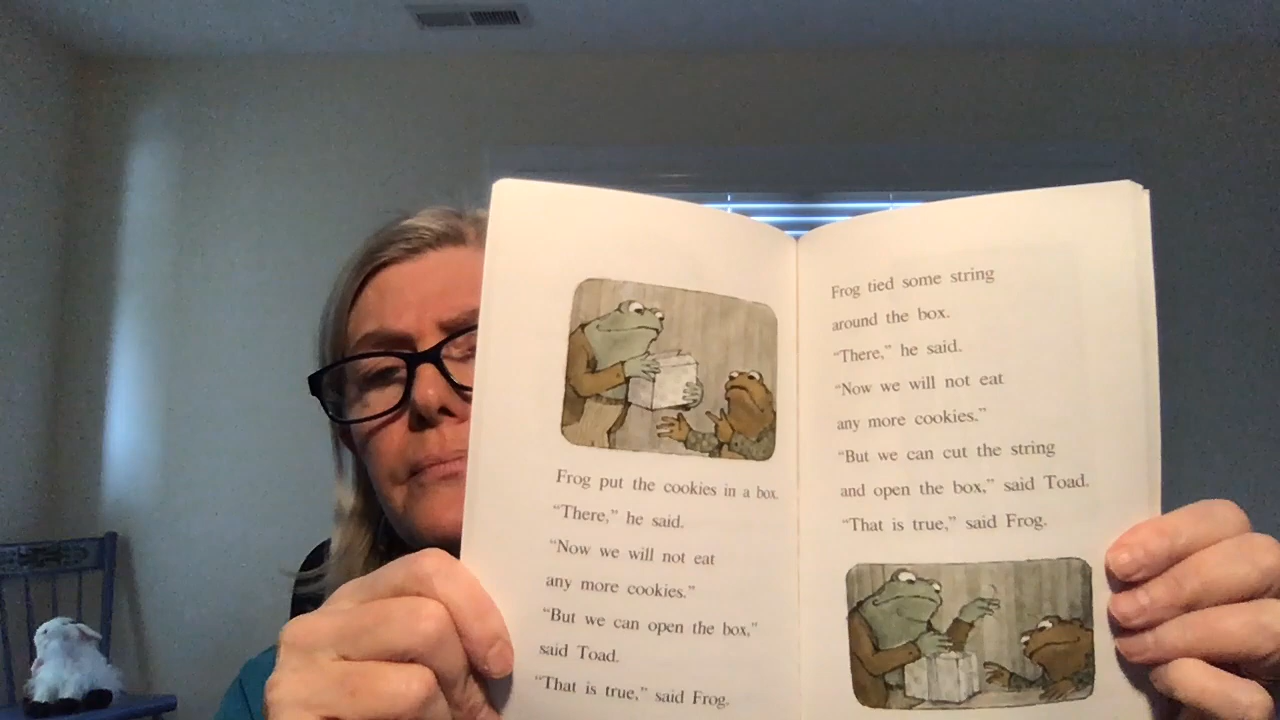 Frog put the cookies in a box.
“There,” he said.
“Now we will not eat
any more cookies.”
“But we can open the box,”
said Toad.
“That is true,” said Frog.
Frog tied some string
around the box.
“There,” he said.
“Now we will not eat
any more cookies.”
“But we can cut the string
and open the box,” said Toad.
“That is true,” said Frog.